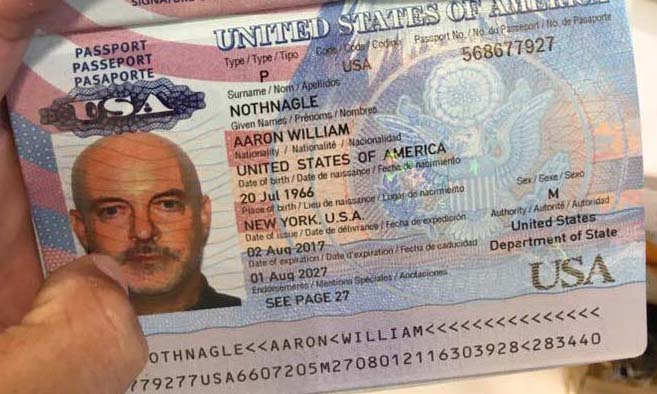 SIGNATURE
UNITED STATES OF AMERICA
PASSPORT
PASSEPORT
PASAPORTE
USA
Type / Type / Tipo Code / Code / Codigo Passport No. / No. du Passeport / No. de Pasaporte
P USA 568677927
Surname / Nom / Apellidos
NOTHNAGLE
Given Names / Prénoms / Nombres
AARON WILLIAM
Nationality / Nationalité / Nacionalidad
UNITED STATES OF AMERICA
Date of birth / Date de naissance / Fecha de nacimiento
20 Jul 1966
Place of birth / Lieu de naissance / Lugar de nacimiento Sex / Sexe / Sexo
NEW YORK, U.S.A. M
Date of issue / Date de délivrance / Fecha de expedición Authority / Autorité / Autoridad
02 Aug 2017 United States
Date of expiration / Date d'expiration / Fecha de caducidad Department of State
01 Aug 2027
Endorsements / Mentions Spéciales / Anotaciones
SEE PAGE 27 USA
OTHNAGLE<<AARON<WILLIAM<<<<<<<<<<<<<<<
779277USA6607205M2708012116303928<283440